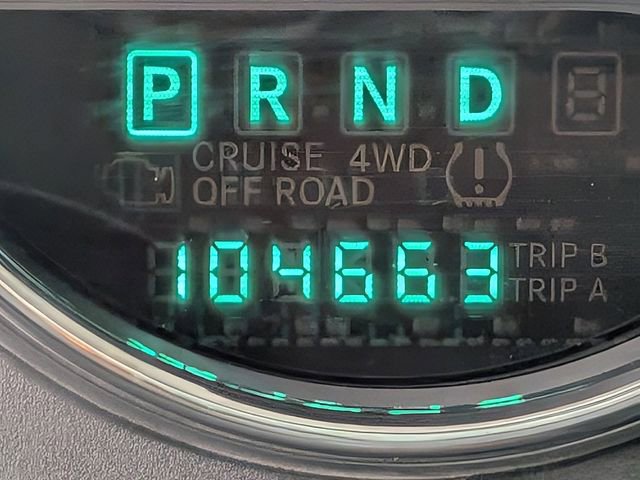 P R N D
CRUISE 4WD
OFF ROAD
104663 TRIP B
TRIP A